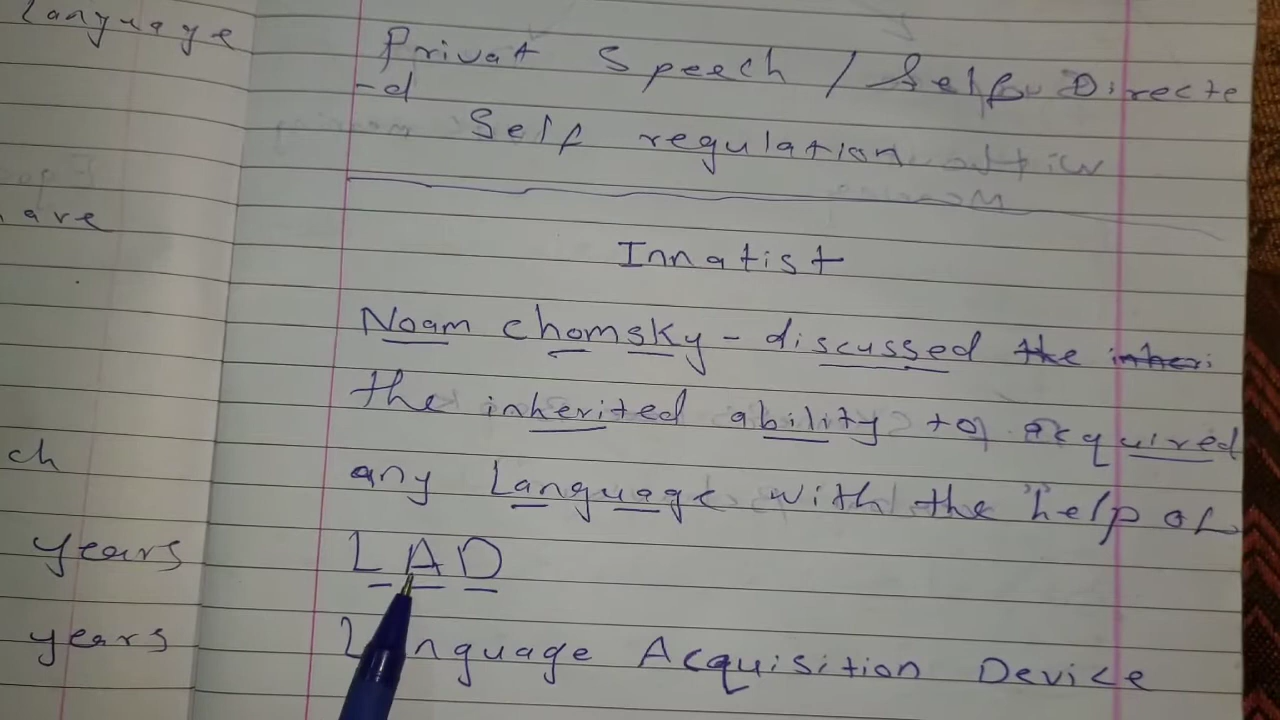 Language
are
ch
years
years
Privat Speech / Self Directe
-d
Self regulation
Innatist
Noam Chomsky - discussed the inheri
the inherited ability to acquired
any Language with the help of
LAD
Language Acquisition Device